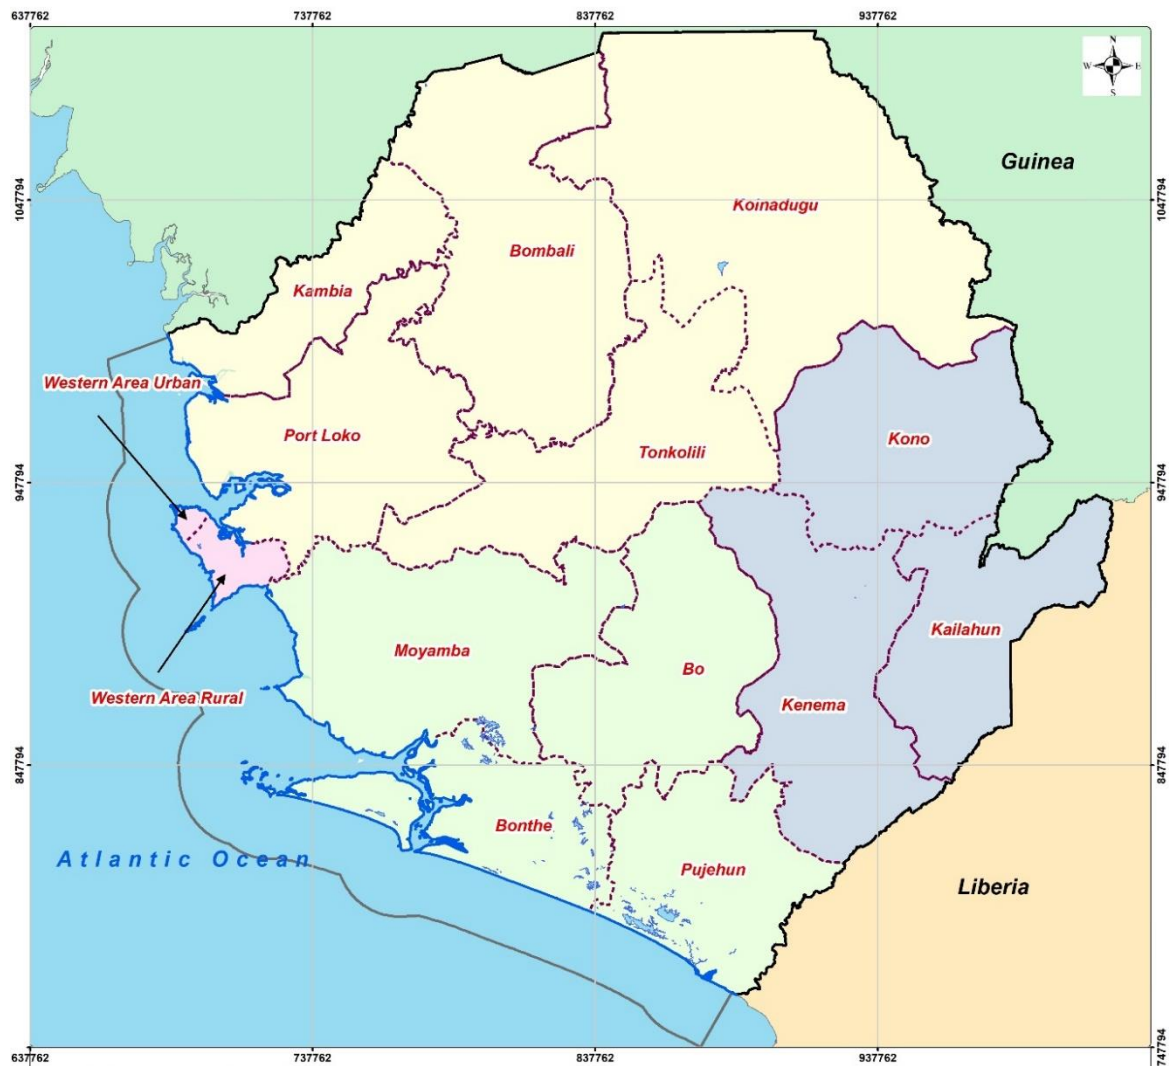 637762 737762 837762 937762
N
W E
S
Guinea
1047794 1047794
Koinadugu
Bombali
Kambia
Western Area Urban
Port Loko
Kono
Tonkolili
947794 947794
Kailahun
Moyamba
Bo
Western Area Rural
Kenema
847794 847794
Bonthe
Atlantic Ocean
Pujehun
Liberia
747794
637762 737762 837762 937762